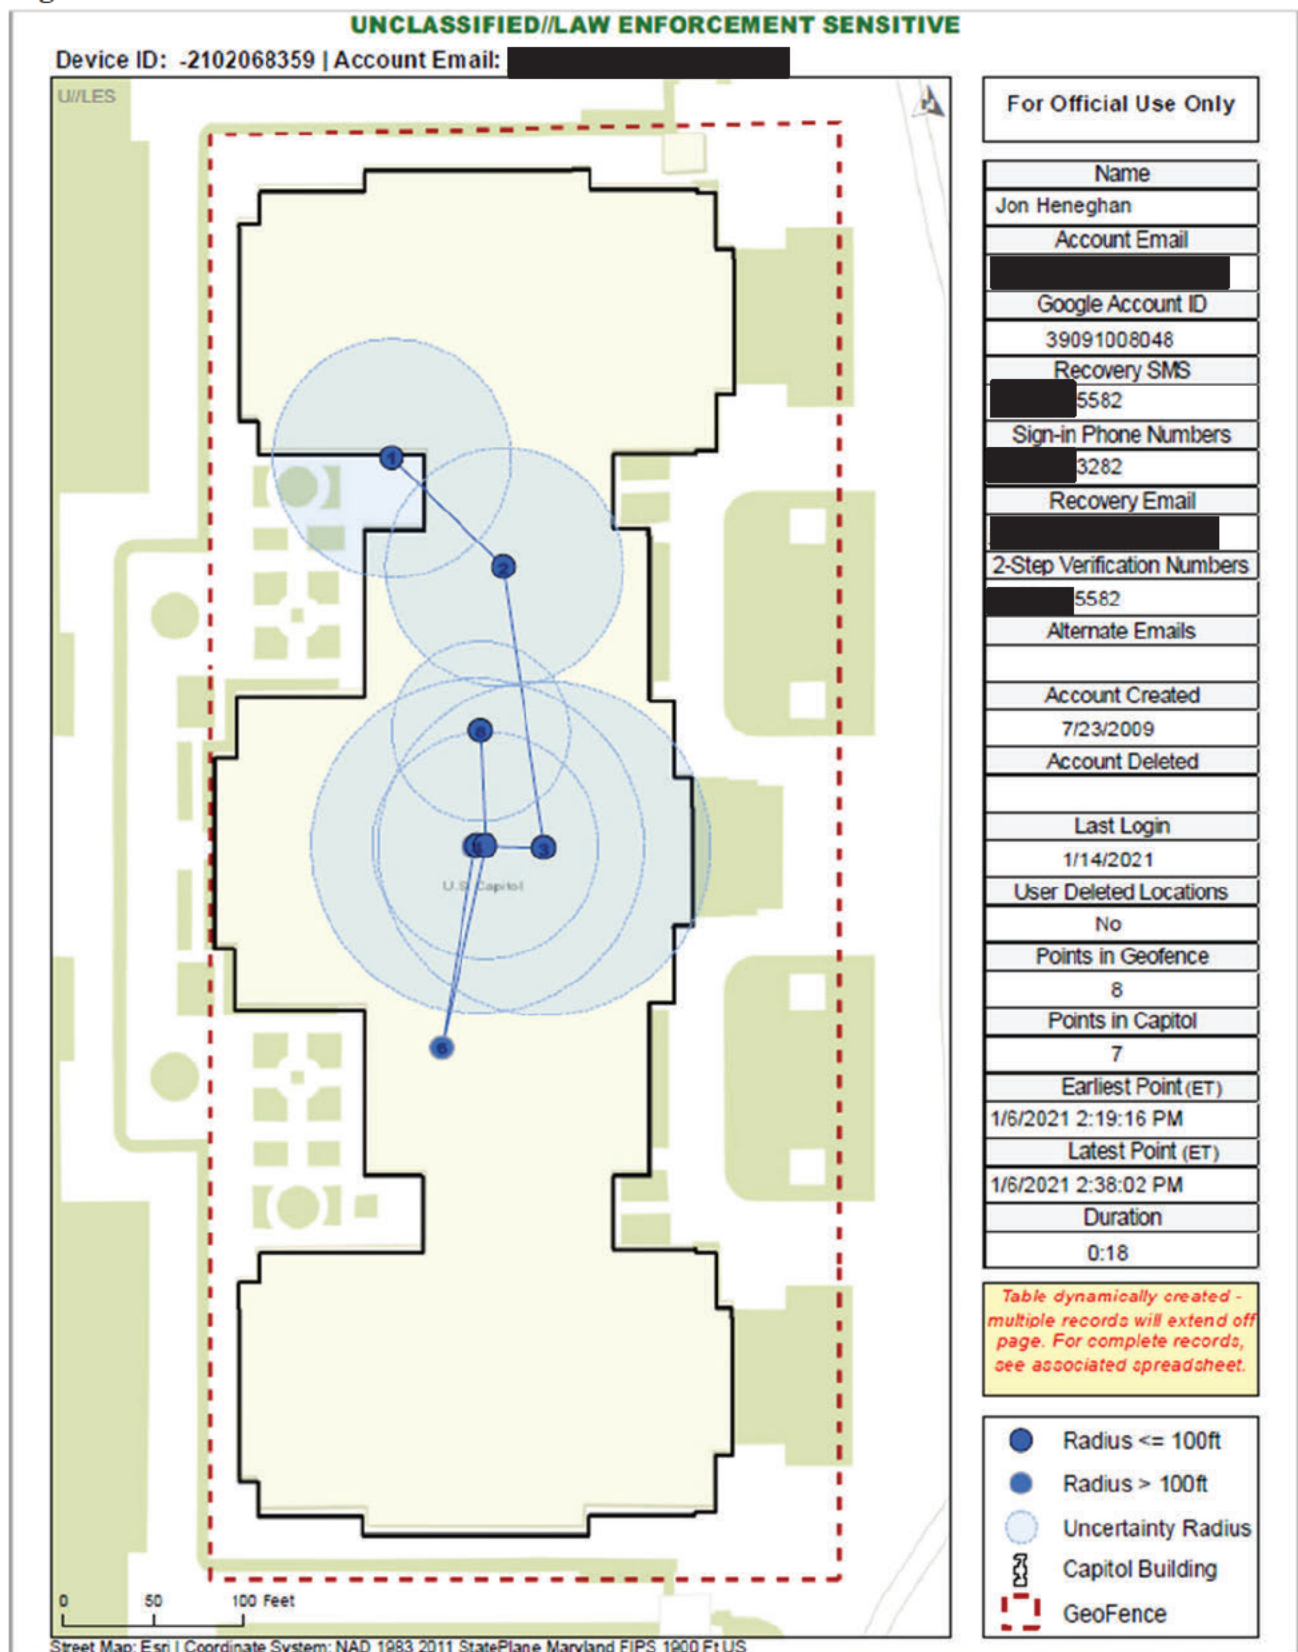 UNCLASSIFIED//LAW ENFORCEMENT SENSITIVE
Device ID: -2102068359 | Account Email:
U//LES
For Official Use Only
Name
Jon Heneghan
Account Email
Google Account ID
39091008048
Recovery SMS
5582
Sign-in Phone Numbers
3282
Recovery Email
2-Step Verification Numbers
5582
Alternate Emails
Account Created
7/23/2009
Account Deleted
Last Login
1/14/2021
User Deleted Locations
No
Points in Geofence
8
Points in Capitol
7
Earliest Point (ET)
1/6/2021 2:19:16 PM
Latest Point (ET)
1/6/2021 2:38:02 PM
Duration
0:18
Table dynamically created -
multiple records will extend off
page. For complete records,
see associated spreadsheet.
Radius <= 100ft
Radius > 100ft
Uncertainty Radius
Capitol Building
GeoFence
1
2
3
U.S. Capitol
0 50 100 Feet
Street Map: Esri | Coordinate System: NAD 1983 2011 StatePlane Maryland FIPS 1900 Ft US